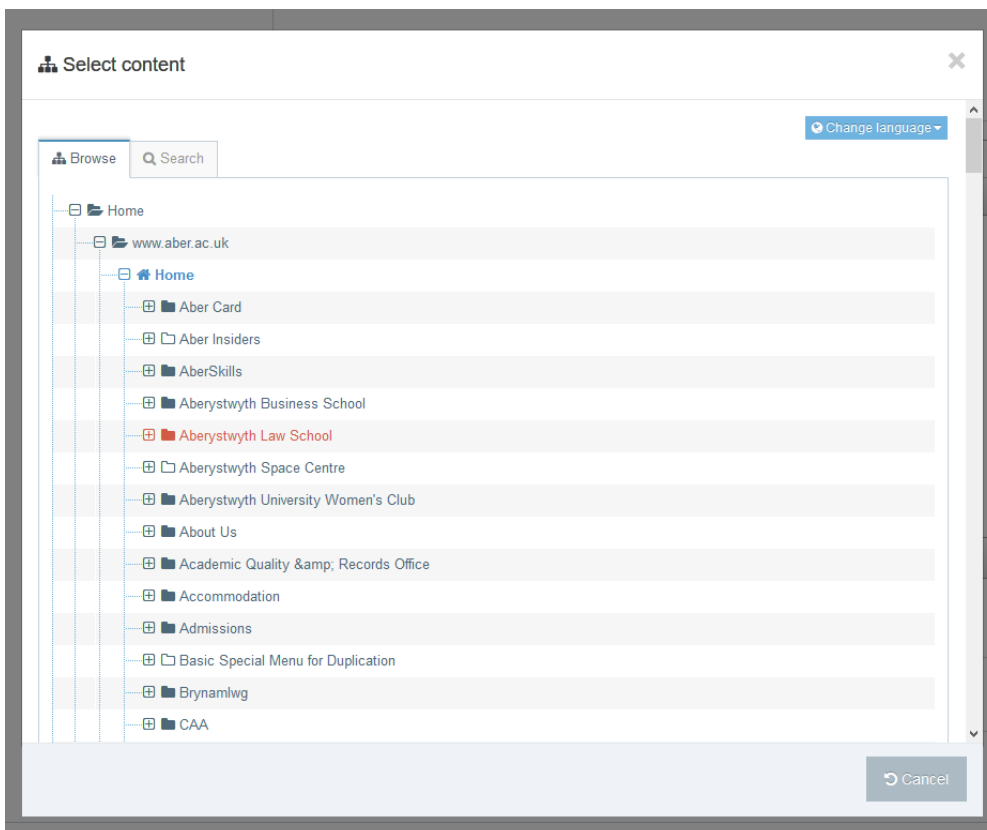 Select content
Change language
Browse
Search
Home
www.aber.ac.uk
Home
Aber Card
Aber Insiders
AberSkills
Aberystwyth Business School
Aberystwyth Law School
Aberystwyth Space Centre
Aberystwyth University Women's Club
About Us
Academic Quality &amp; Records Office
Accommodation
Admissions
Basic Special Menu for Duplication
Brynamlwg
CAA
Cancel